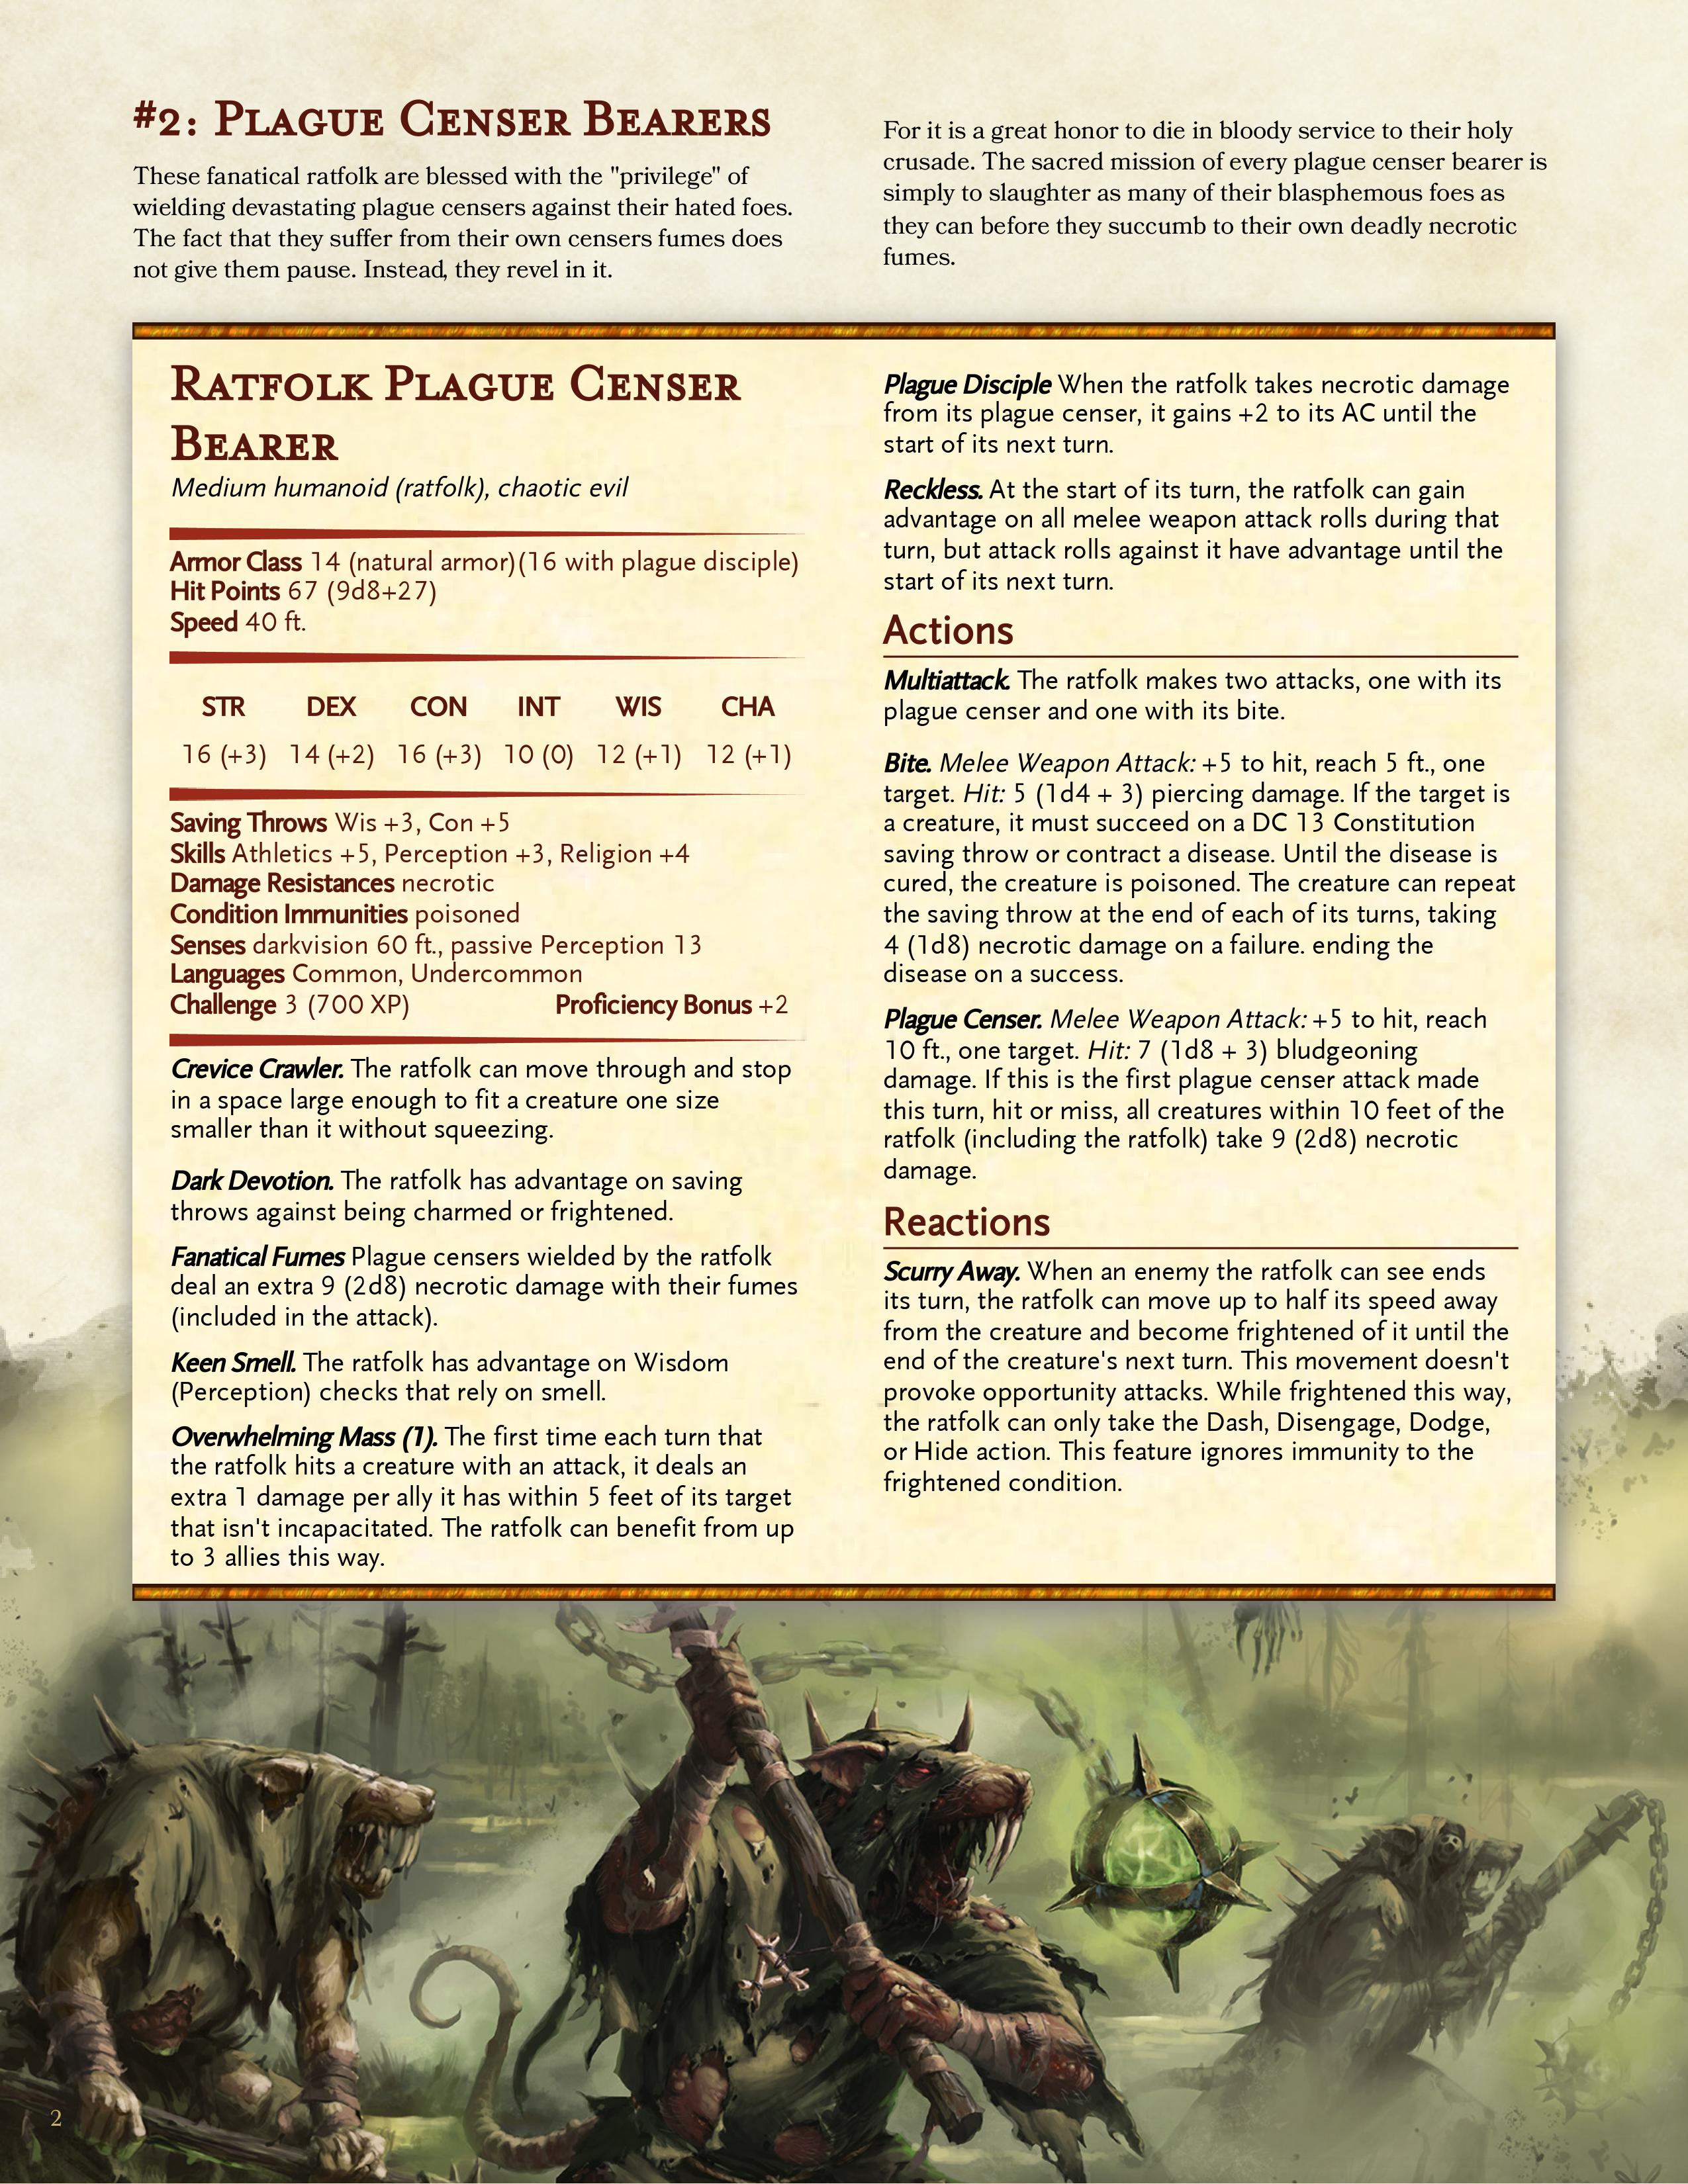 #2: Plague Censer Bearers
These fanatical ratfolk are blessed with the "privilege" of
wielding devastating plague censers against their hated foes.
The fact that they suffer from their own censers fumes does
not give them pause. Instead, they revel in it.
For it is a great honor to die in bloody service to their holy
crusade. The sacred mission of every plague censer bearer is
simply to slaughter as many of their blasphemous foes as
they can before they succumb to their own deadly necrotic
fumes.
Ratfolk Plague Censer
Bearer
Medium humanoid (ratfolk), chaotic evil
Armor Class 14 (natural armor)(16 with plague disciple)
Hit Points 67 (9d8+27)
Speed 40 ft.
STR DEX CON INT WIS CHA
16 (+3) 14 (+2) 16 (+3) 10 (0) 12 (+1) 12 (+1)
Saving Throws Wis +3, Con +5
Skills Athletics +5, Perception +3, Religion +4
Damage Resistances necrotic
Condition Immunities poisoned
Senses darkvision 60 ft., passive Perception 13
Languages Common, Undercommon
Challenge 3 (700 XP) Proficiency Bonus +2
Crevice Crawler. The ratfolk can move through and stop
in a space large enough to fit a creature one size
smaller than it without squeezing.
Dark Devotion. The ratfolk has advantage on saving
throws against being charmed or frightened.
Fanatical Fumes Plague censers wielded by the ratfolk
deal an extra 9 (2d8) necrotic damage with their fumes
(included in the attack).
Keen Smell. The ratfolk has advantage on Wisdom
(Perception) checks that rely on smell.
Overwhelming Mass (1). The first time each turn that
the ratfolk hits a creature with an attack, it deals an
extra 1 damage per ally it has within 5 feet of its target
that isn't incapacitated. The ratfolk can benefit from up
to 3 allies this way.
Plague Disciple When the ratfolk takes necrotic damage
from its plague censer, it gains +2 to its AC until the
start of its next turn.
Reckless. At the start of its turn, the ratfolk can gain
advantage on all melee weapon attack rolls during that
turn, but attack rolls against it have advantage until the
start of its next turn.
Actions
Multiattack. The ratfolk makes two attacks, one with its
plague censer and one with its bite.
Bite. Melee Weapon Attack: +5 to hit, reach 5 ft., one
target. Hit: 5 (1d4 + 3) piercing damage. If the target is
a creature, it must succeed on a DC 13 Constitution
saving throw or contract a disease. Until the disease is
cured, the creature is poisoned. The creature can repeat
the saving throw at the end of each of its turns, taking
4 (1d8) necrotic damage on a failure. ending the
disease on a success.
Plague Censer. Melee Weapon Attack: +5 to hit, reach
10 ft., one target. Hit: 7 (1d8 + 3) bludgeoning
damage. If this is the first plague censer attack made
this turn, hit or miss, all creatures within 10 feet of the
ratfolk (including the ratfolk) take 9 (2d8) necrotic
damage.
Reactions
Scurry Away. When an enemy the ratfolk can see ends
its turn, the ratfolk can move up to half its speed away
from the creature and become frightened of it until the
end of the creature's next turn. This movement doesn't
provoke opportunity attacks. While frightened this way,
the ratfolk can only take the Dash, Disengage, Dodge,
or Hide action. This feature ignores immunity to the
frightened condition.
2